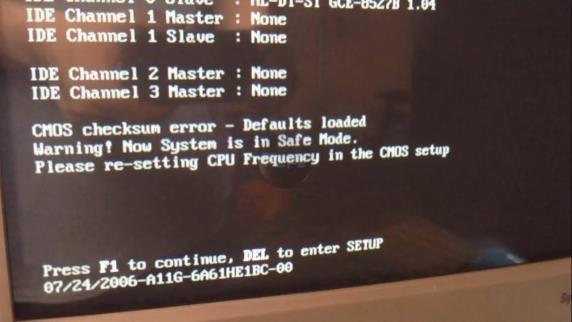 IDE Channel 0 Slave : HL-DT-ST GCE-8527B 1.04
IDE Channel 1 Master : None
IDE Channel 1 Slave : None
IDE Channel 2 Master : None
IDE Channel 3 Master : None
CMOS checksum error - Defaults loaded
Warning! Now System is in Safe Mode.
Please re-setting CPU Frequency in the CMOS setup
Press F1 to continue, DEL to enter SETUP
07/24/2006-A11G-6A61HE1BC-00